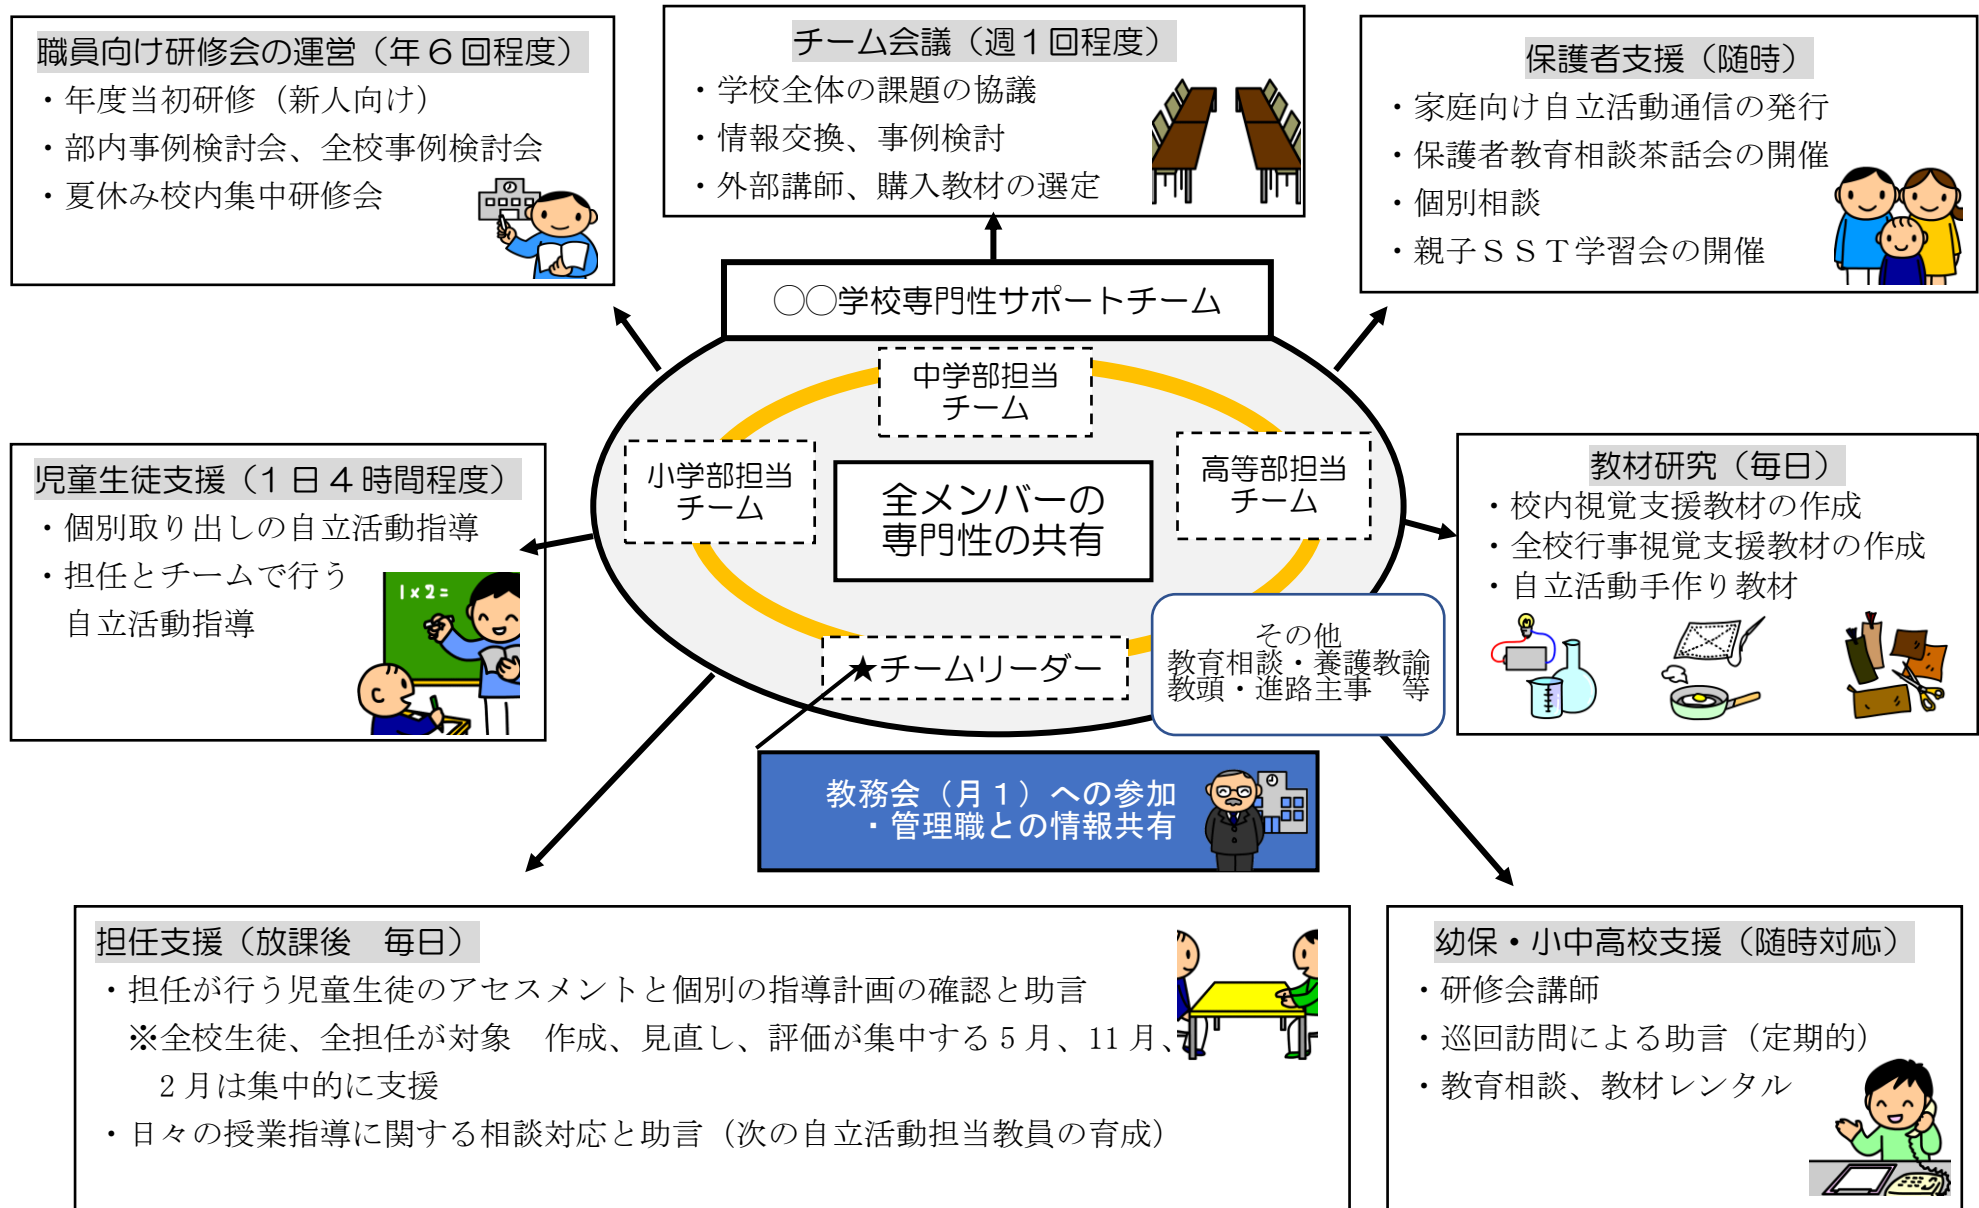 職員向け研修会の運営（年６回程度）
・年度当初研修（新人向け）
・部内事例検討会、全校事例検討会
・夏休み校内集中研修会
チーム会議（週１回程度）
・学校全体の課題の協議
・情報交換、事例検討
・外部講師、購入教材の選定
保護者支援（随時）
・家庭向け自立活動通信の発行
・保護者教育相談茶話会の開催
・個別相談
・親子ＳＳＴ学習会の開催
〇〇学校専門性サポートチーム
中学部担当
チーム
小学部担当
チーム
高等部担当
チーム
全メンバーの
専門性の共有
★チームリーダー
その他
教育相談・養護教諭
教頭・進路主事　等
児童生徒支援（１日４時間程度）
・個別取り出しの自立活動指導
・担任とチームで行う
自立活動指導
1×2=
教材研究（毎日）
・校内視覚支援教材の作成
・全校行事視覚支援教材の作成
・自立活動手作り教材
教務会（月１）への参加
・管理職との情報共有
担任支援（放課後　毎日）
・担任が行う児童生徒のアセスメントと個別の指導計画の確認と助言
※全校生徒、全担任が対象　作成、見直し、評価が集中する５月、11月、
２月は集中的に支援
・日々の授業指導に関する相談対応と助言（次の自立活動担当教員の育成）
幼保・小中高校支援（随時対応）
・研修会講師
・巡回訪問による助言（定期的）
・教育相談、教材レンタル